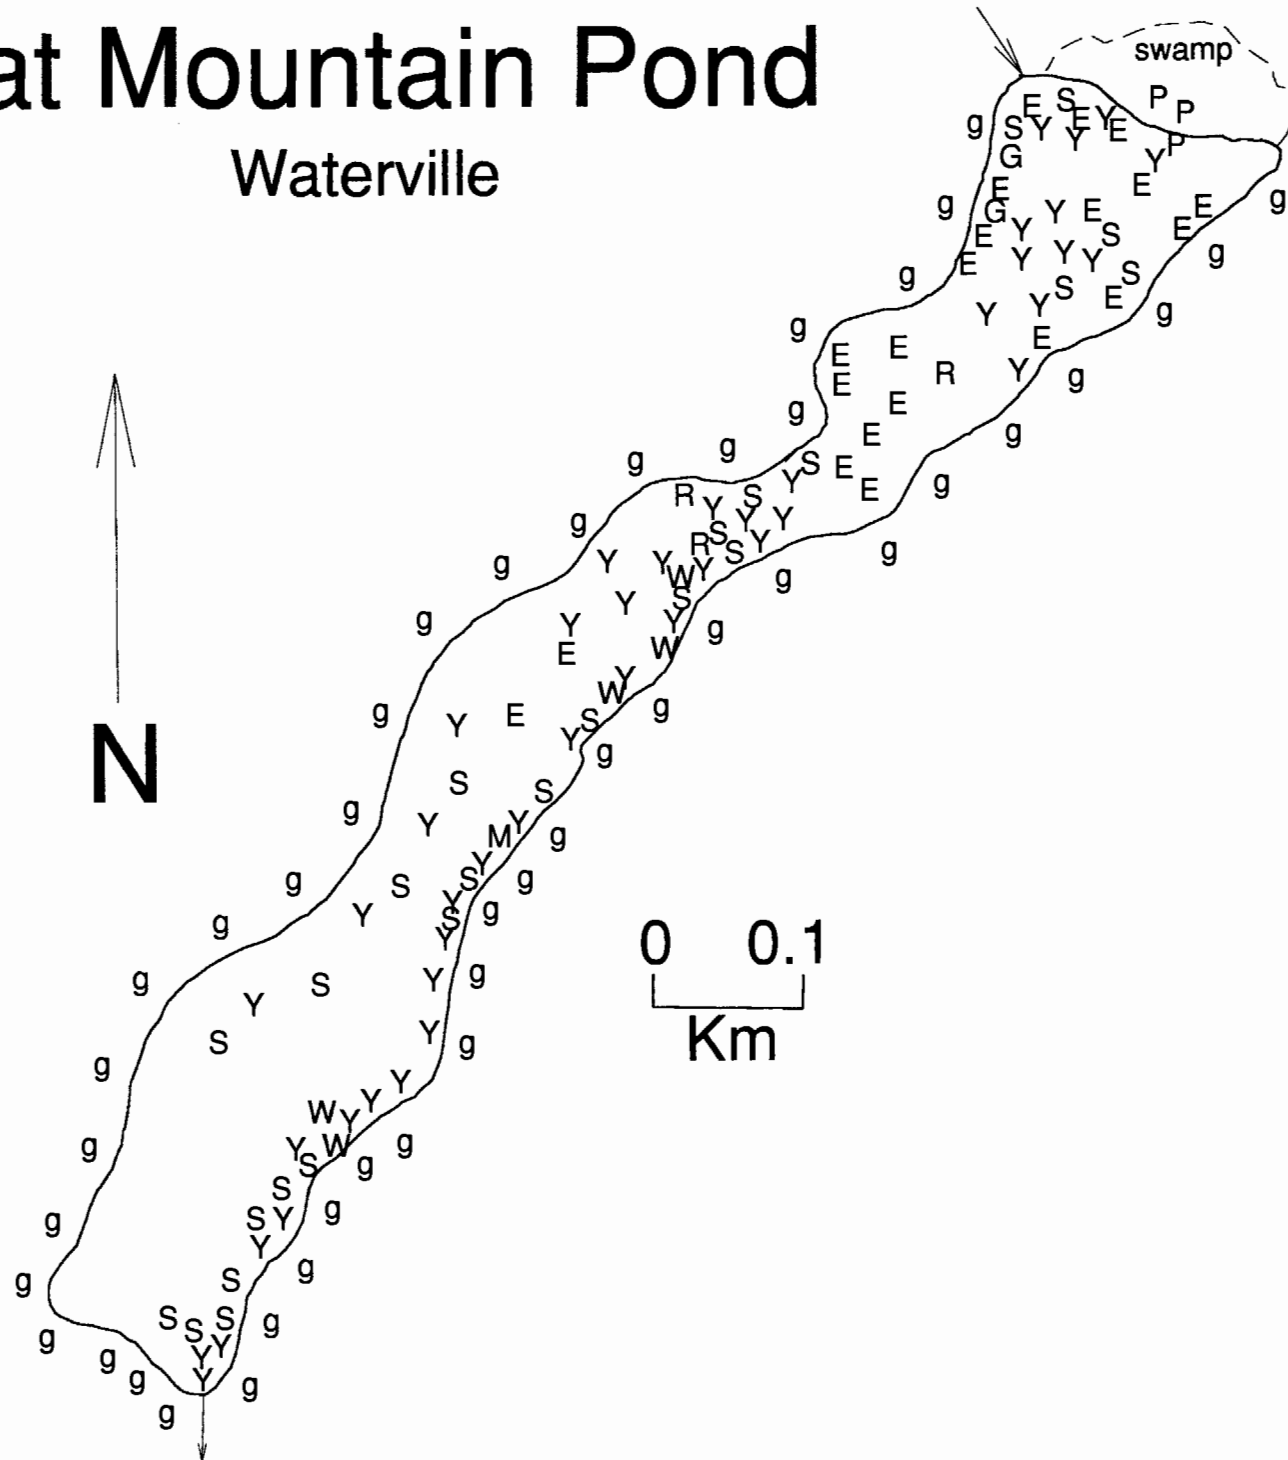 at Mountain Pond
Waterville
swamp
P P
E S E Y E
g S Y Y P
G Y
E E
g G Y Y E E g
E S E
E Y Y Y g
g S S
Y Y E g
g E
E E R Y g
E
g E g
E
g g S E
Y E g
R Y S
g Y Y
R S S Y g
g Y Y W Y g
g Y S
Y Y g
E W
Y
W g
g Y E S
Y g
S S
g Y Y
M g
Y
g S S g
Y Y g
g S
Y
g S Y g
Y
S Y g
g
Y
W Y Y
g Y W g
S g
S
g S Y g
Y
g S g
S S S g
g Y Y
g Y
g g
g
N
0 0.1
Km